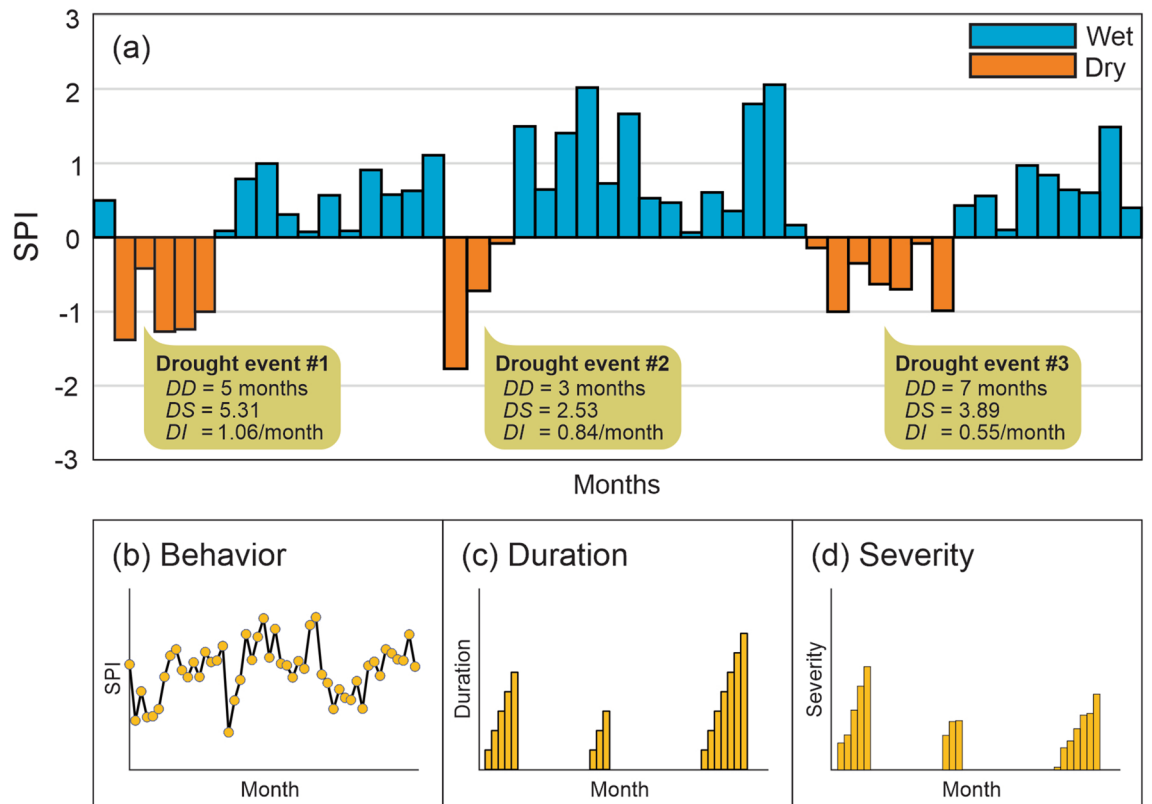 3
(a)
Wet
Dry
2
1
0
-1
-2
-3
SPI
Drought event #1
DD = 5 months
DS = 5.31
DI = 1.06/month
Drought event #2
DD = 3 months
DS = 2.53
DI = 0.84/month
Drought event #3
DD = 7 months
DS = 3.89
DI = 0.55/month
Months
(b) Behavior
SPI
Month
(c) Duration
Duration
Month
(d) Severity
Severity
Month